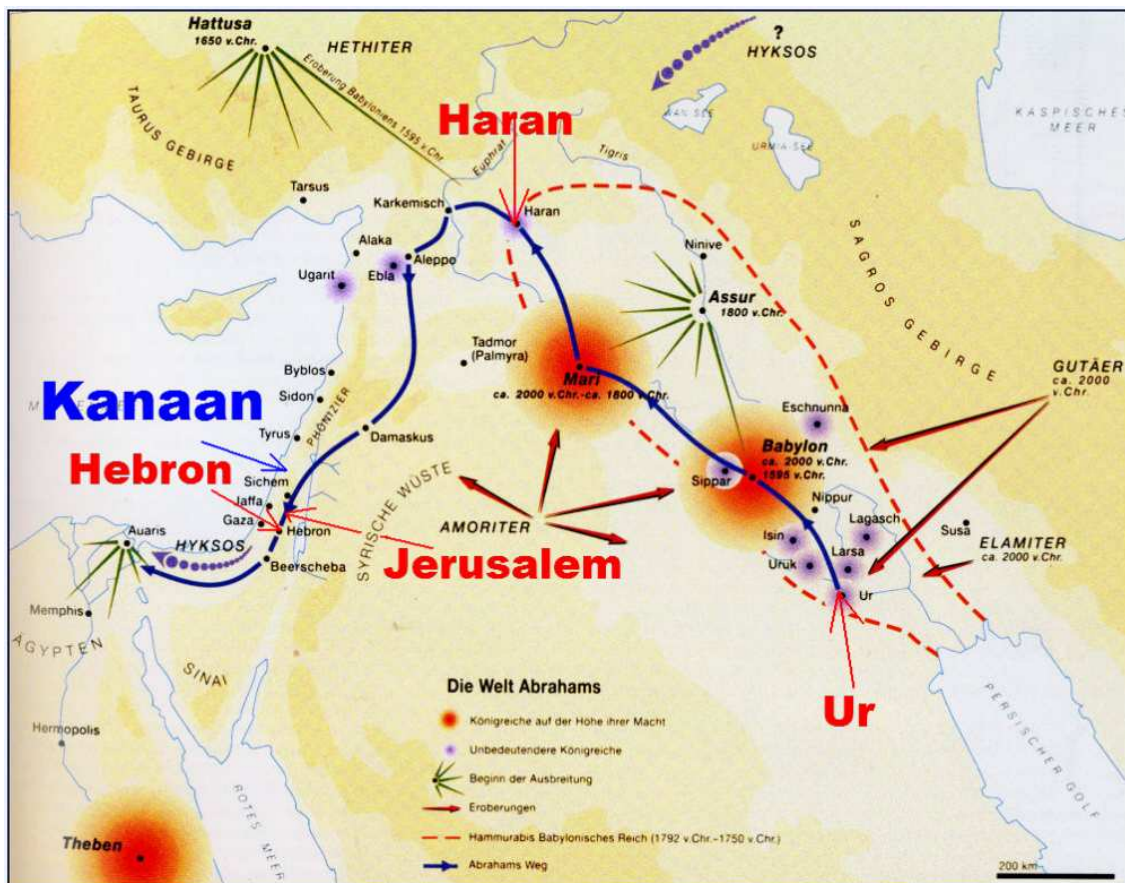 Hattusa
1650 v.Chr.
HETHITER
?
HYKSOS
Eroberung Babyloniens 1595 v.Chr.
TAURUS GEBIRGE
Haran
Euphrat
Tigris
VAN-SEE
URMIA-SEE
KASPISCHES
MEER
Tarsus
Karkemisch
Haran
Alaka
Aleppo
Ebla
Ugarit
Ninive
SAGROS GEBIRGE
Assur
1800 v.Chr.
Tadmor
(Palmyra)
Mari
ca. 2000 v.Chr.-ca. 1800 v.Chr.
GUTÄER
ca. 2000
v.Chr.
Byblos
Sidon
PHÖNIZIER
Kanaan
Tyrus
Damaskus
Eschnunna
Babylon
ca. 2000 v.Chr.
1595 v.Chr.
Sippar
Hebron
Sichem
Jaffa
Gaza
Hebron
SYRISCHE WÜSTE
AMORITER
Nippur
Lagasch
Isin
Larsa
Uruk
Susa
ELAMITER
ca. 2000 v.Chr.
Auaris
HYKSOS
Beerscheba
Jerusalem
Ur
Memphis
ÄGYPTEN
SINAI
Ur
Hermopolis
Die Welt Abrahams
Königreiche auf der Höhe ihrer Macht
Unbedeutendere Königreiche
Beginn der Ausbreitung
Eroberungen
Hammurabis Babylonisches Reich (1792 v.Chr.-1750 v.Chr.)
Abrahams Weg
PERSISCHER GOLF
ROTES MEER
Theben
200 km